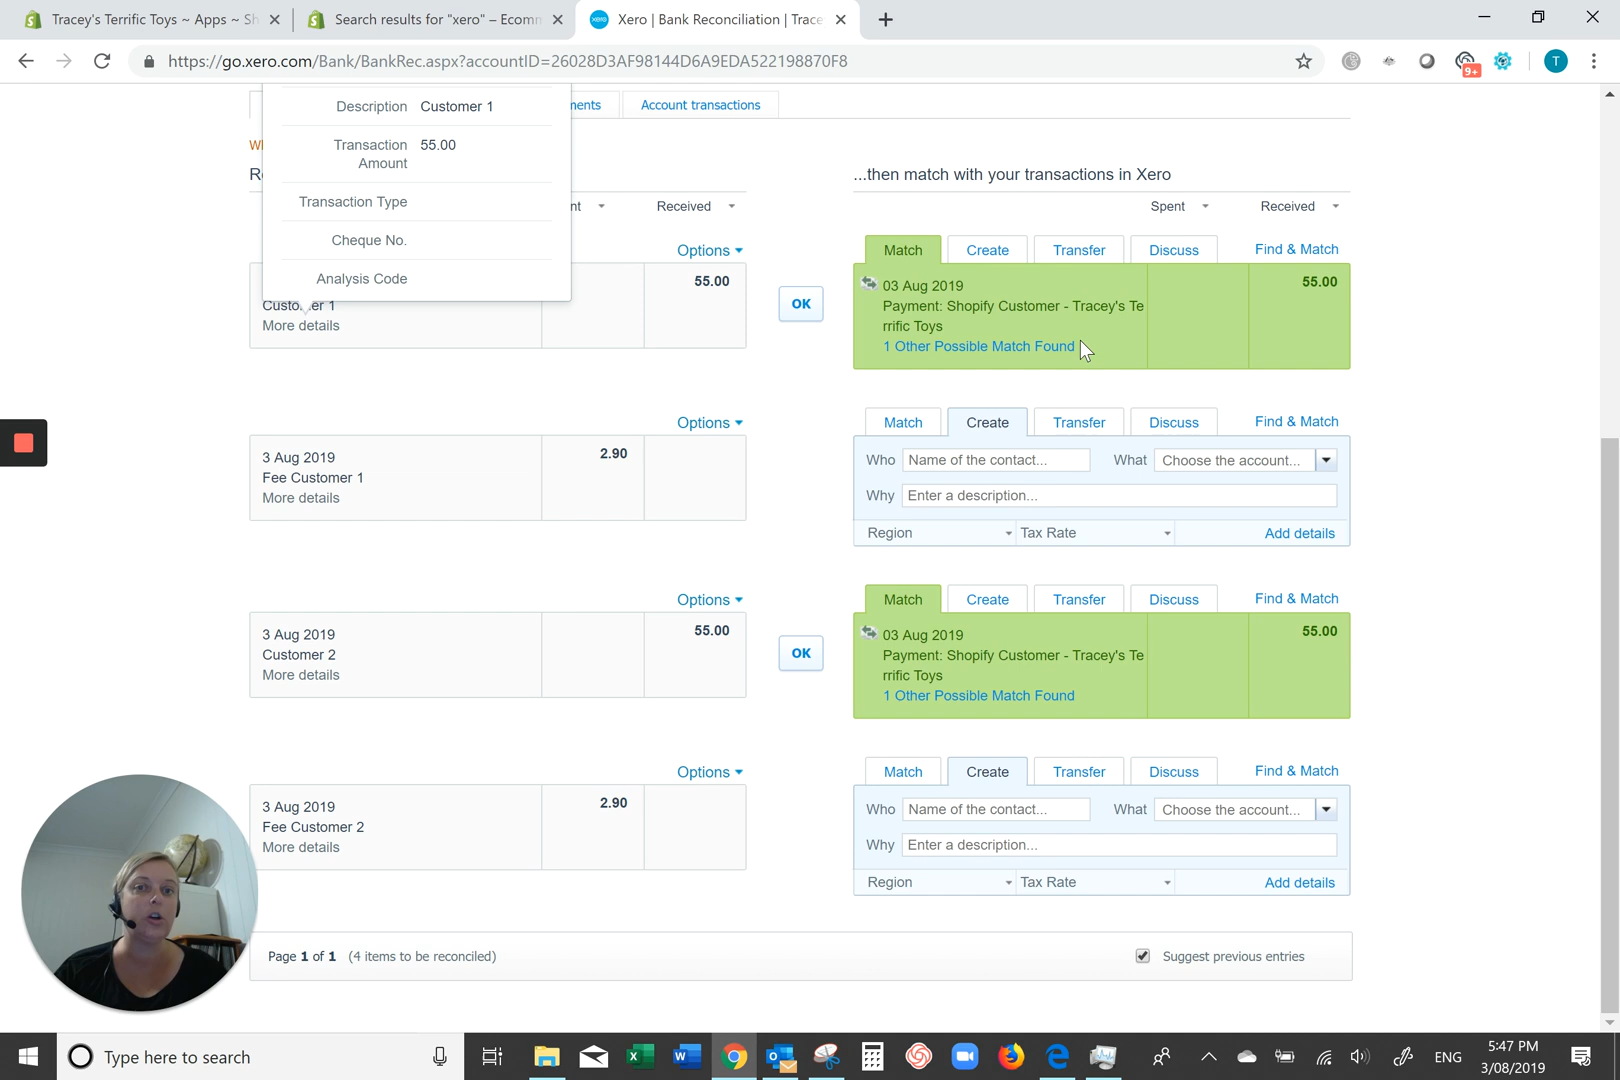 Tracey's Terrific Toys ~ Apps ~ Sh
Search results for "xero" – Ecomm
Xero | Bank Reconciliation | Trace
https://go.xero.com/Bank/BankRec.aspx?accountID=26028D3AF98144D6A9EDA522198870F8
9+
T
Description Customer 1
Transaction Amount 55.00
Transaction Type
Cheque No.
Analysis Code
ments
Account transactions
...then match with your transactions in Xero
nt
Received
Spent
Received
Options
Match Create Transfer Discuss Find & Match
Customer 1
More details
55.00
OK
03 Aug 2019
Payment: Shopify Customer - Tracey's Te
rrific Toys
1 Other Possible Match Found
55.00
Options
Match Create Transfer Discuss Find & Match
3 Aug 2019
Fee Customer 1
More details
2.90
Who Name of the contact... What Choose the account...
Why Enter a description...
Region Tax Rate Add details
Options
Match Create Transfer Discuss Find & Match
3 Aug 2019
Customer 2
More details
55.00
OK
03 Aug 2019
Payment: Shopify Customer - Tracey's Te
rrific Toys
1 Other Possible Match Found
55.00
Options
Match Create Transfer Discuss Find & Match
3 Aug 2019
Fee Customer 2
More details
2.90
Who Name of the contact... What Choose the account...
Why Enter a description...
Region Tax Rate Add details
Page 1 of 1 (4 items to be reconciled)
Suggest previous entries
Type here to search
ENG
5:47 PM
3/08/2019